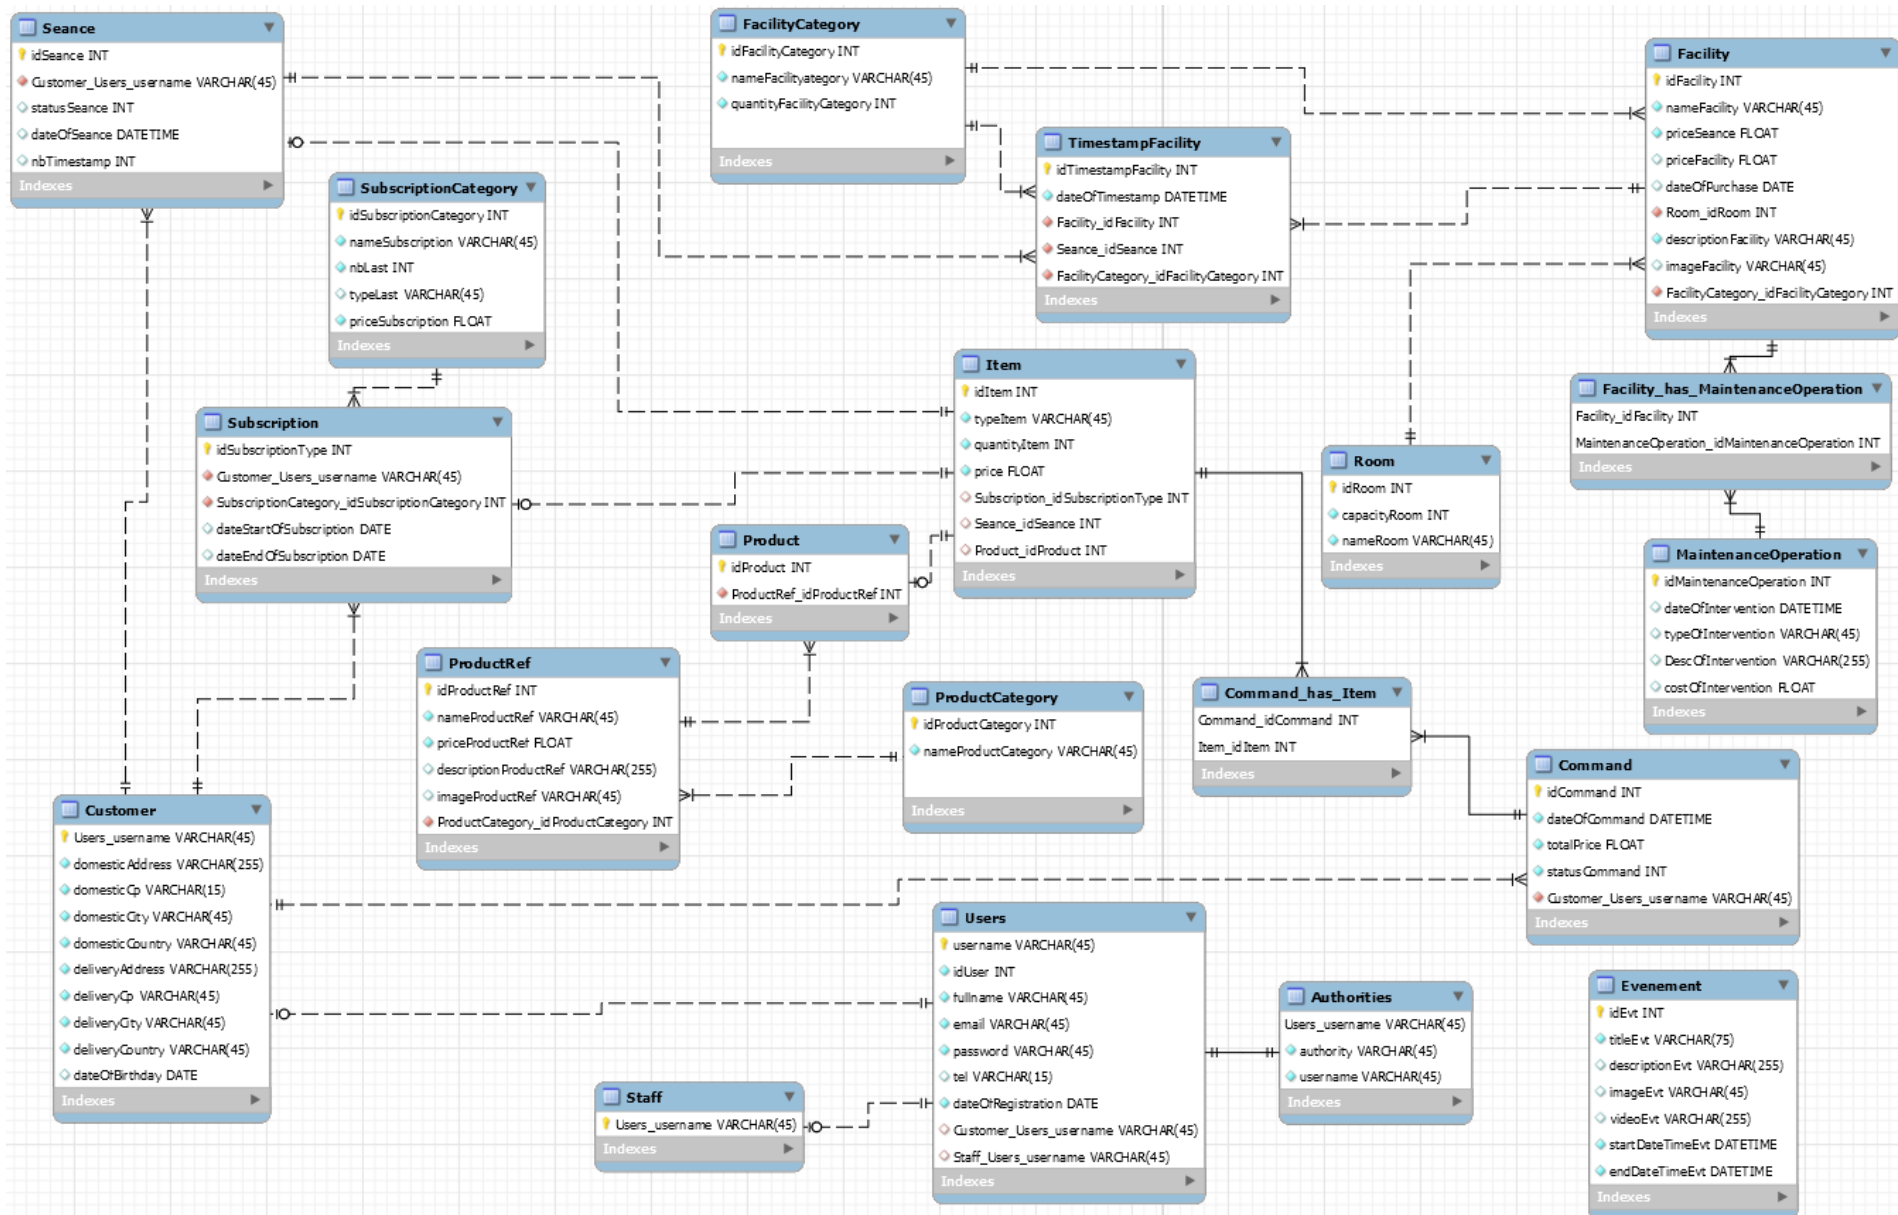 Seance
idSeance INT
Customer_Users_username VARCHAR(45)
statusSeance INT
dateOfSeance DATETIME
nbTimestamp INT
Indexes
FacilityCategory
idFacilityCategory INT
nameFacilityategory VARCHAR(45)
quantityFacilityCategory INT
Indexes
Facility
idFacility INT
nameFacility VARCHAR(45)
priceSeance FLOAT
priceFacility FLOAT
dateOfPurchase DATE
Room_idRoom INT
descriptionFacility VARCHAR(45)
imageFacility VARCHAR(45)
FacilityCategory_idFacilityCategory INT
Indexes
TimestampFacility
idTimestampFacility INT
dateOfTimestamp DATETIME
Facility_idFacility INT
Seance_idSeance INT
FacilityCategory_idFacilityCategory INT
Indexes
SubscriptionCategory
idSubscriptionCategory INT
nameSubscription VARCHAR(45)
nbLast INT
typeLast VARCHAR(45)
priceSubscription FLOAT
Indexes
Item
idItem INT
typeItem VARCHAR(45)
quantityItem INT
price FLOAT
Subscription_idSubscriptionType INT
Seance_idSeance INT
Product_idProduct INT
Indexes
Facility_has_MaintenanceOperation
Facility_idFacility INT
MaintenanceOperation_idMaintenanceOperation INT
Indexes
Subscription
idSubscriptionType INT
Customer_Users_username VARCHAR(45)
SubscriptionCategory_idSubscriptionCategory INT
dateStartOfSubscription DATE
dateEndOfSubscription DATE
Indexes
Room
idRoom INT
capacityRoom INT
nameRoom VARCHAR(45)
Indexes
Product
idProduct INT
ProductRef_idProductRef INT
Indexes
MaintenanceOperation
idMaintenanceOperation INT
dateOfIntervention DATETIME
typeOfIntervention VARCHAR(45)
DescOfIntervention VARCHAR(255)
costOfIntervention FLOAT
Indexes
ProductRef
idProductRef INT
nameProductRef VARCHAR(45)
priceProductRef FLOAT
descriptionProductRef VARCHAR(255)
imageProductRef VARCHAR(45)
ProductCategory_idProductCategory INT
Indexes
ProductCategory
idProductCategory INT
nameProductCategory VARCHAR(45)
Indexes
Command_has_Item
Command_idCommand INT
Item_idItem INT
Indexes
Command
idCommand INT
dateOfCommand DATETIME
totalPrice FLOAT
statusCommand INT
Customer_Users_username VARCHAR(45)
Indexes
Customer
Users_username VARCHAR(45)
domesticAddress VARCHAR(255)
domesticCp VARCHAR(15)
domesticCity VARCHAR(45)
domesticCountry VARCHAR(45)
deliveryAddress VARCHAR(255)
deliveryCp VARCHAR(45)
deliveryCity VARCHAR(45)
deliveryCountry VARCHAR(45)
dateOfBirthday DATE
Indexes
Users
username VARCHAR(45)
idUser INT
fullname VARCHAR(45)
email VARCHAR(45)
password VARCHAR(45)
tel VARCHAR(15)
dateOfRegistration DATE
Customer_Users_username VARCHAR(45)
Staff_Users_username VARCHAR(45)
Indexes
Authorities
Users_username VARCHAR(45)
authority VARCHAR(45)
username VARCHAR(45)
Indexes
Evenement
idEvt INT
titleEvt VARCHAR(75)
descriptionEvt VARCHAR(255)
imageEvt VARCHAR(45)
videoEvt VARCHAR(255)
startDateTimeEvt DATETIME
endDateTimeEvt DATETIME
Indexes
Staff
Users_username VARCHAR(45)
Indexes